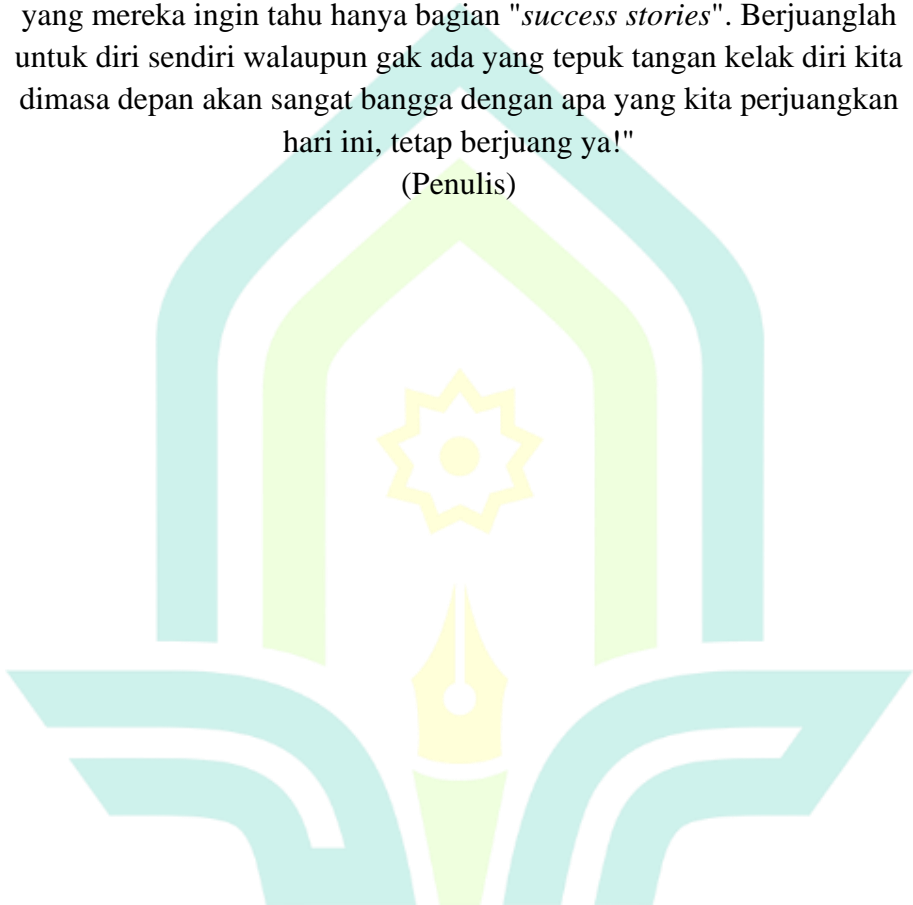 yang mereka ingin tahu hanya bagian "success stories". Berjuanglah
untuk diri sendiri walaupun gak ada yang tepuk tangan kelak diri kita
dimasa depan akan sangat bangga dengan apa yang kita perjuangkan
hari ini, tetap berjuang ya!"
(Penulis)